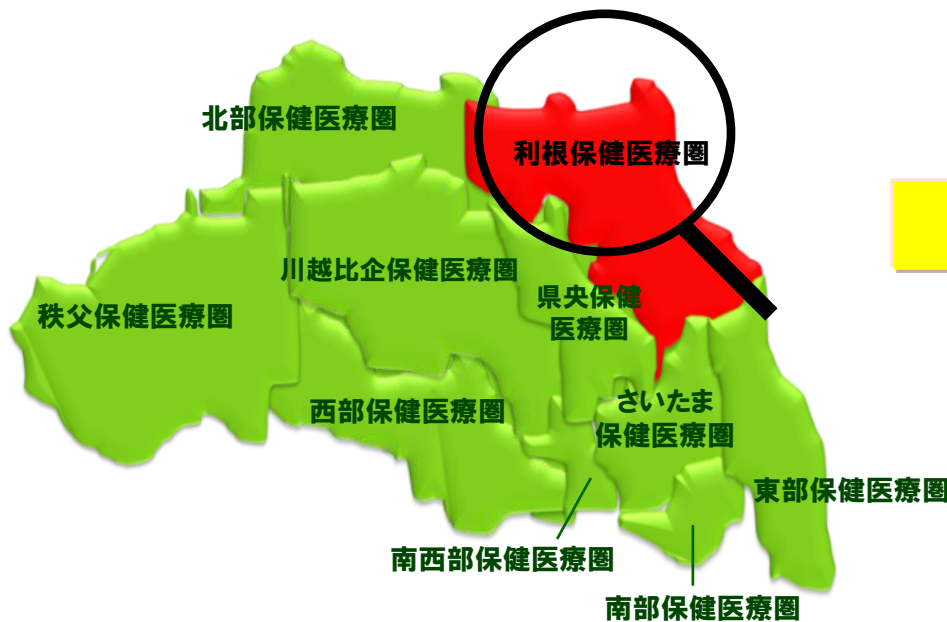 北部保健医療圏
利根保健医療圏
川越比企保健医療圏
県央保健
医療圏
秩父保健医療圏
さいたま
保健医療圏
西部保健医療圏
東部保健医療圏
南西部保健医療圏
南部保健医療圏